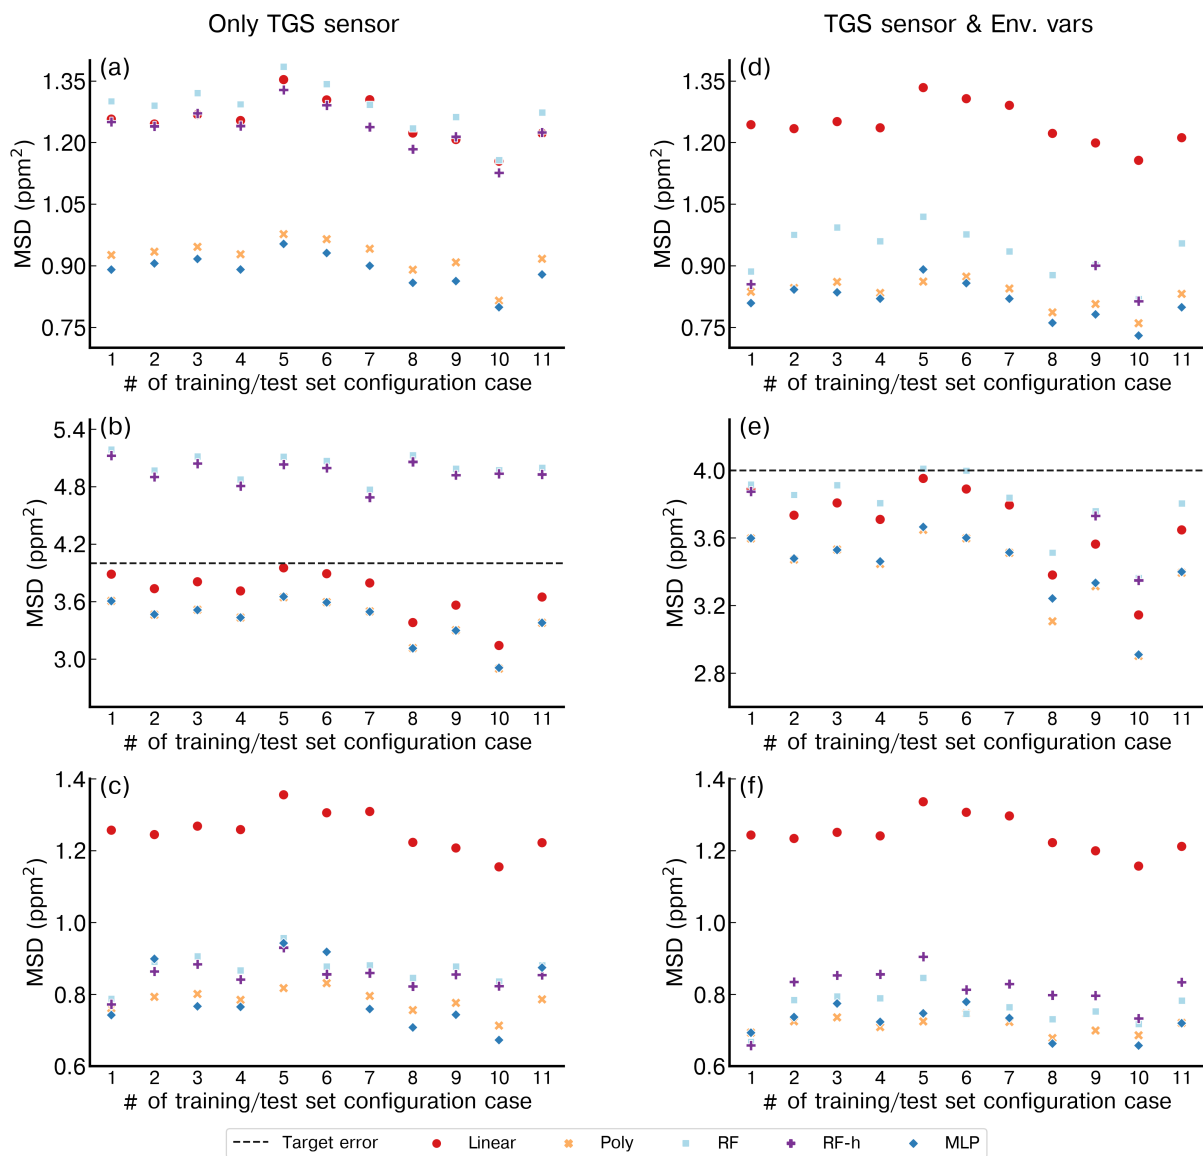 Only TGS sensor
TGS sensor & Env. vars
(a)
MSD (ppm²)
1.35
1.20
1.05
0.90
0.75
1 2 3 4 5 6 7 8 9 10 11
# of training/test set configuration case
(d)
MSD (ppm²)
1.35
1.20
1.05
0.90
0.75
1 2 3 4 5 6 7 8 9 10 11
# of training/test set configuration case
(b)
MSD (ppm²)
5.4
4.8
4.2
3.6
3.0
1 2 3 4 5 6 7 8 9 10 11
# of training/test set configuration case
(e)
MSD (ppm²)
4.0
3.6
3.2
2.8
1 2 3 4 5 6 7 8 9 10 11
# of training/test set configuration case
(c)
MSD (ppm²)
1.4
1.2
1.0
0.8
0.6
1 2 3 4 5 6 7 8 9 10 11
# of training/test set configuration case
(f)
MSD (ppm²)
1.4
1.2
1.0
0.8
0.6
1 2 3 4 5 6 7 8 9 10 11
# of training/test set configuration case
Target error Linear Poly RF RF-h MLP